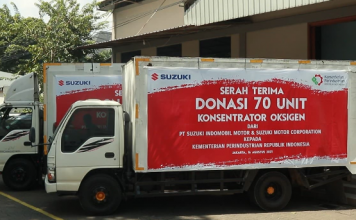 SUZUKI
SUZUKI
SERAH TERIMA
DONASI 70 UNIT
KONSENTRATOR OKSIGEN
DARI
PT SUZUKI INDOMOBIL MOTOR & SUZUKI MOTOR CORPORATION
KEPADA
KEMENTERIAN PERINDUSTRIAN REPUBLIK INDONESIA